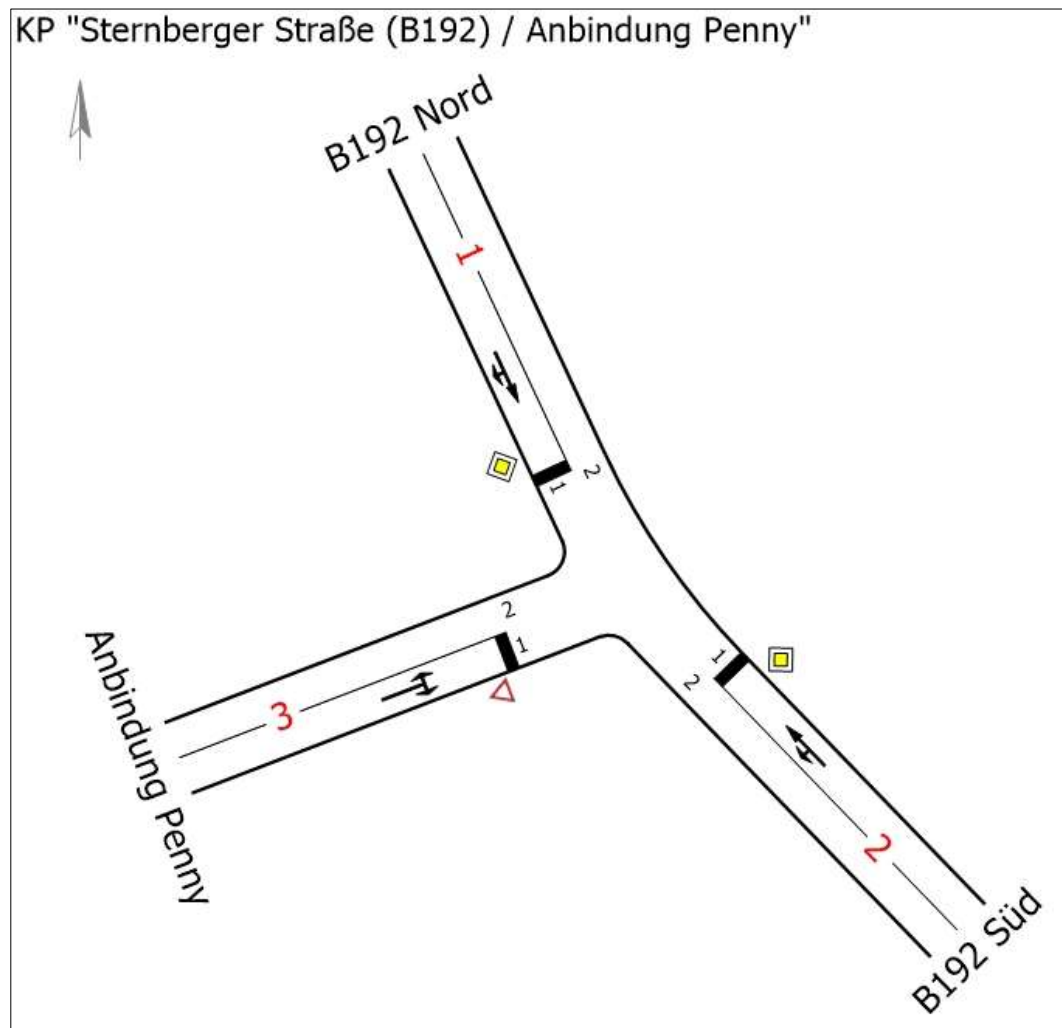 KP "Sternberger Straße (B192) / Anbindung Penny"
B192 Nord
1
2
1
2
1
Anbindung Penny
3
1
2
2
B192 Süd